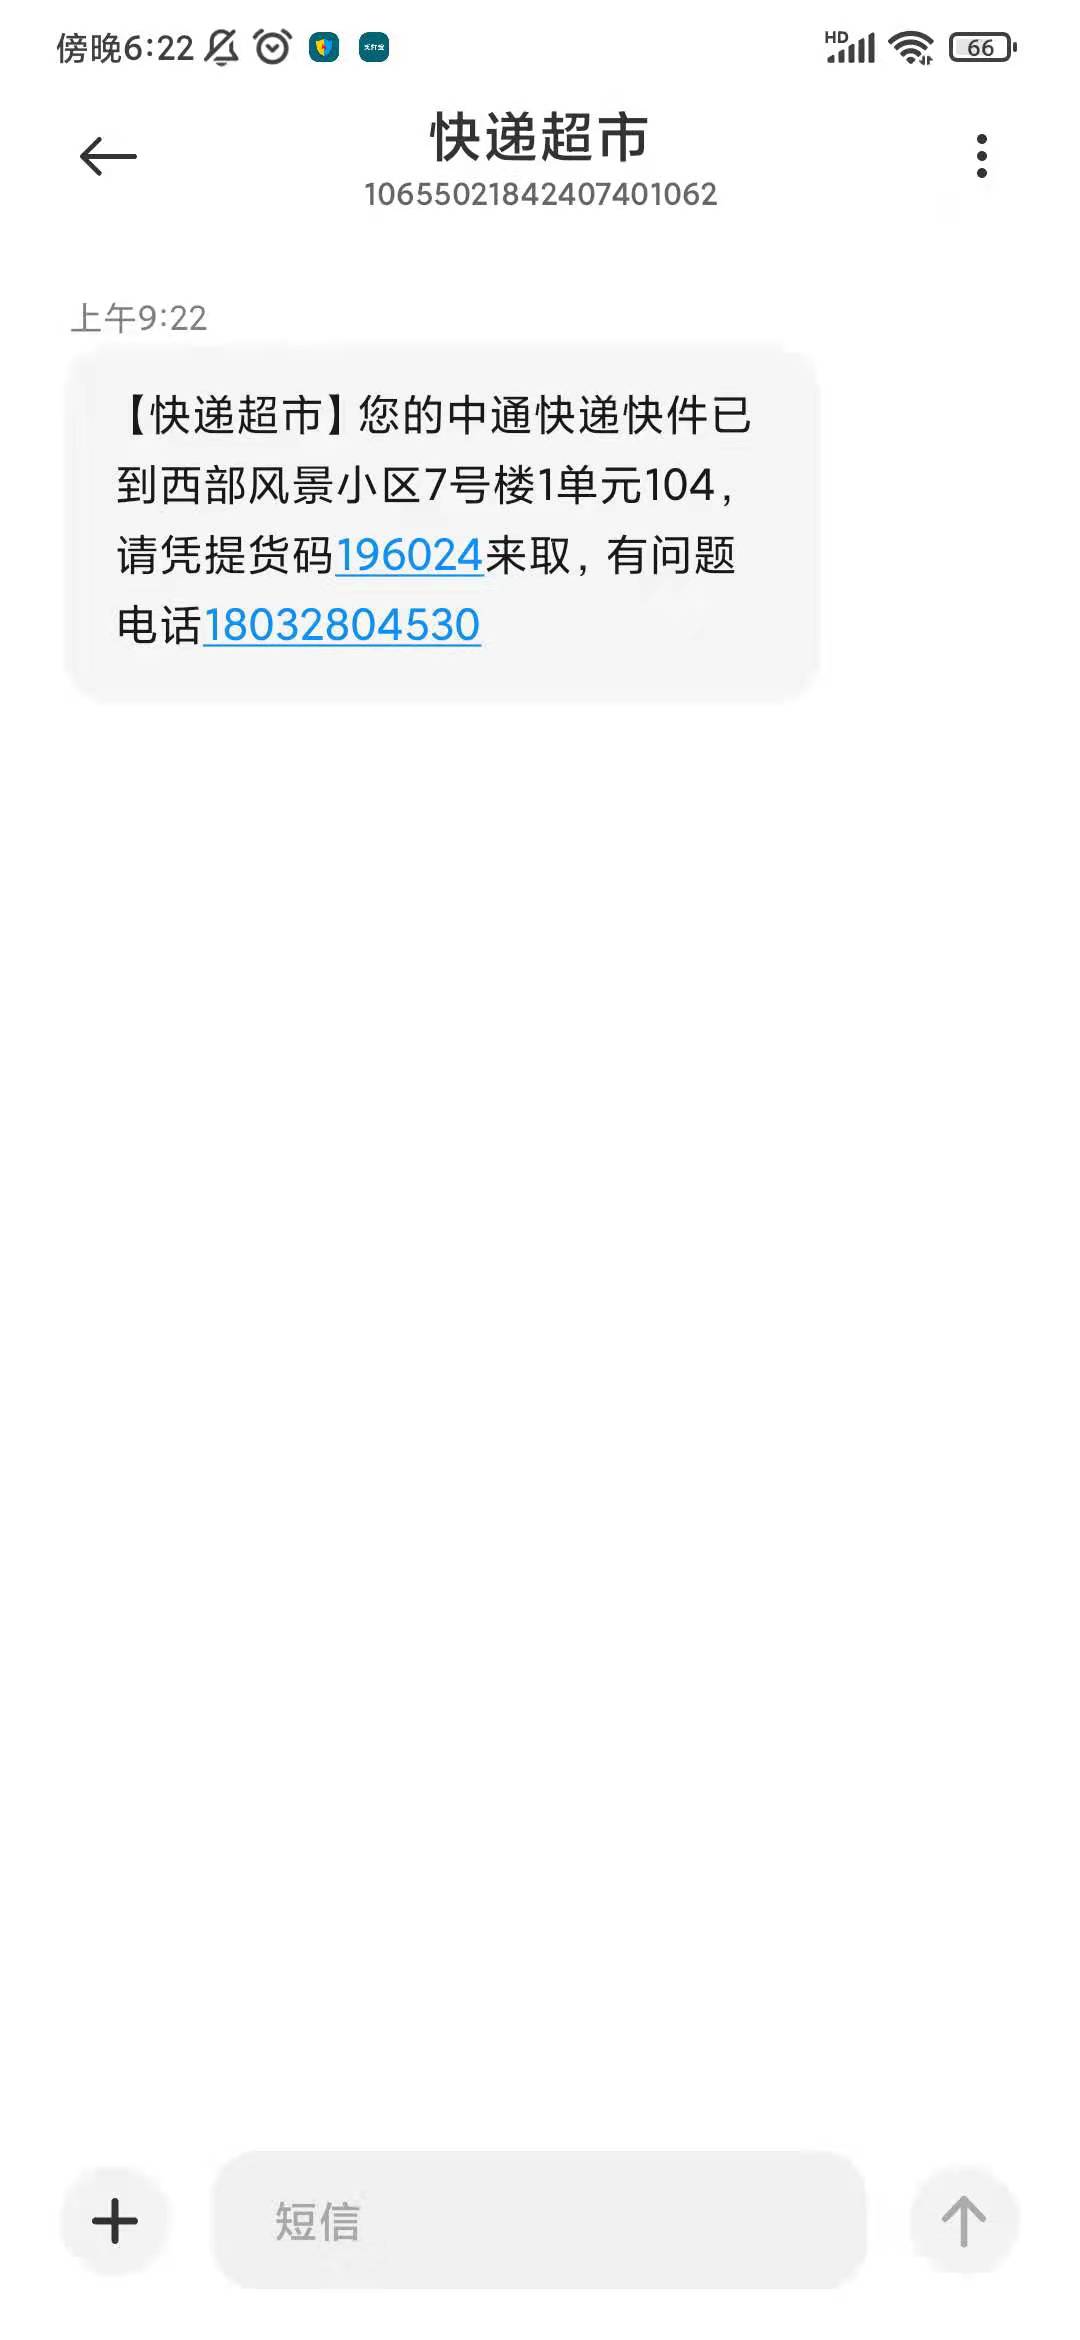 傍晚6:22
HD
66
快递超市
10655021842407401062
上午9:22
【快递超市】您的中通快递快件已
到西部风景小区7号楼1单元104,
请凭提货码196024来取, 有问题
电话18032804530
短信